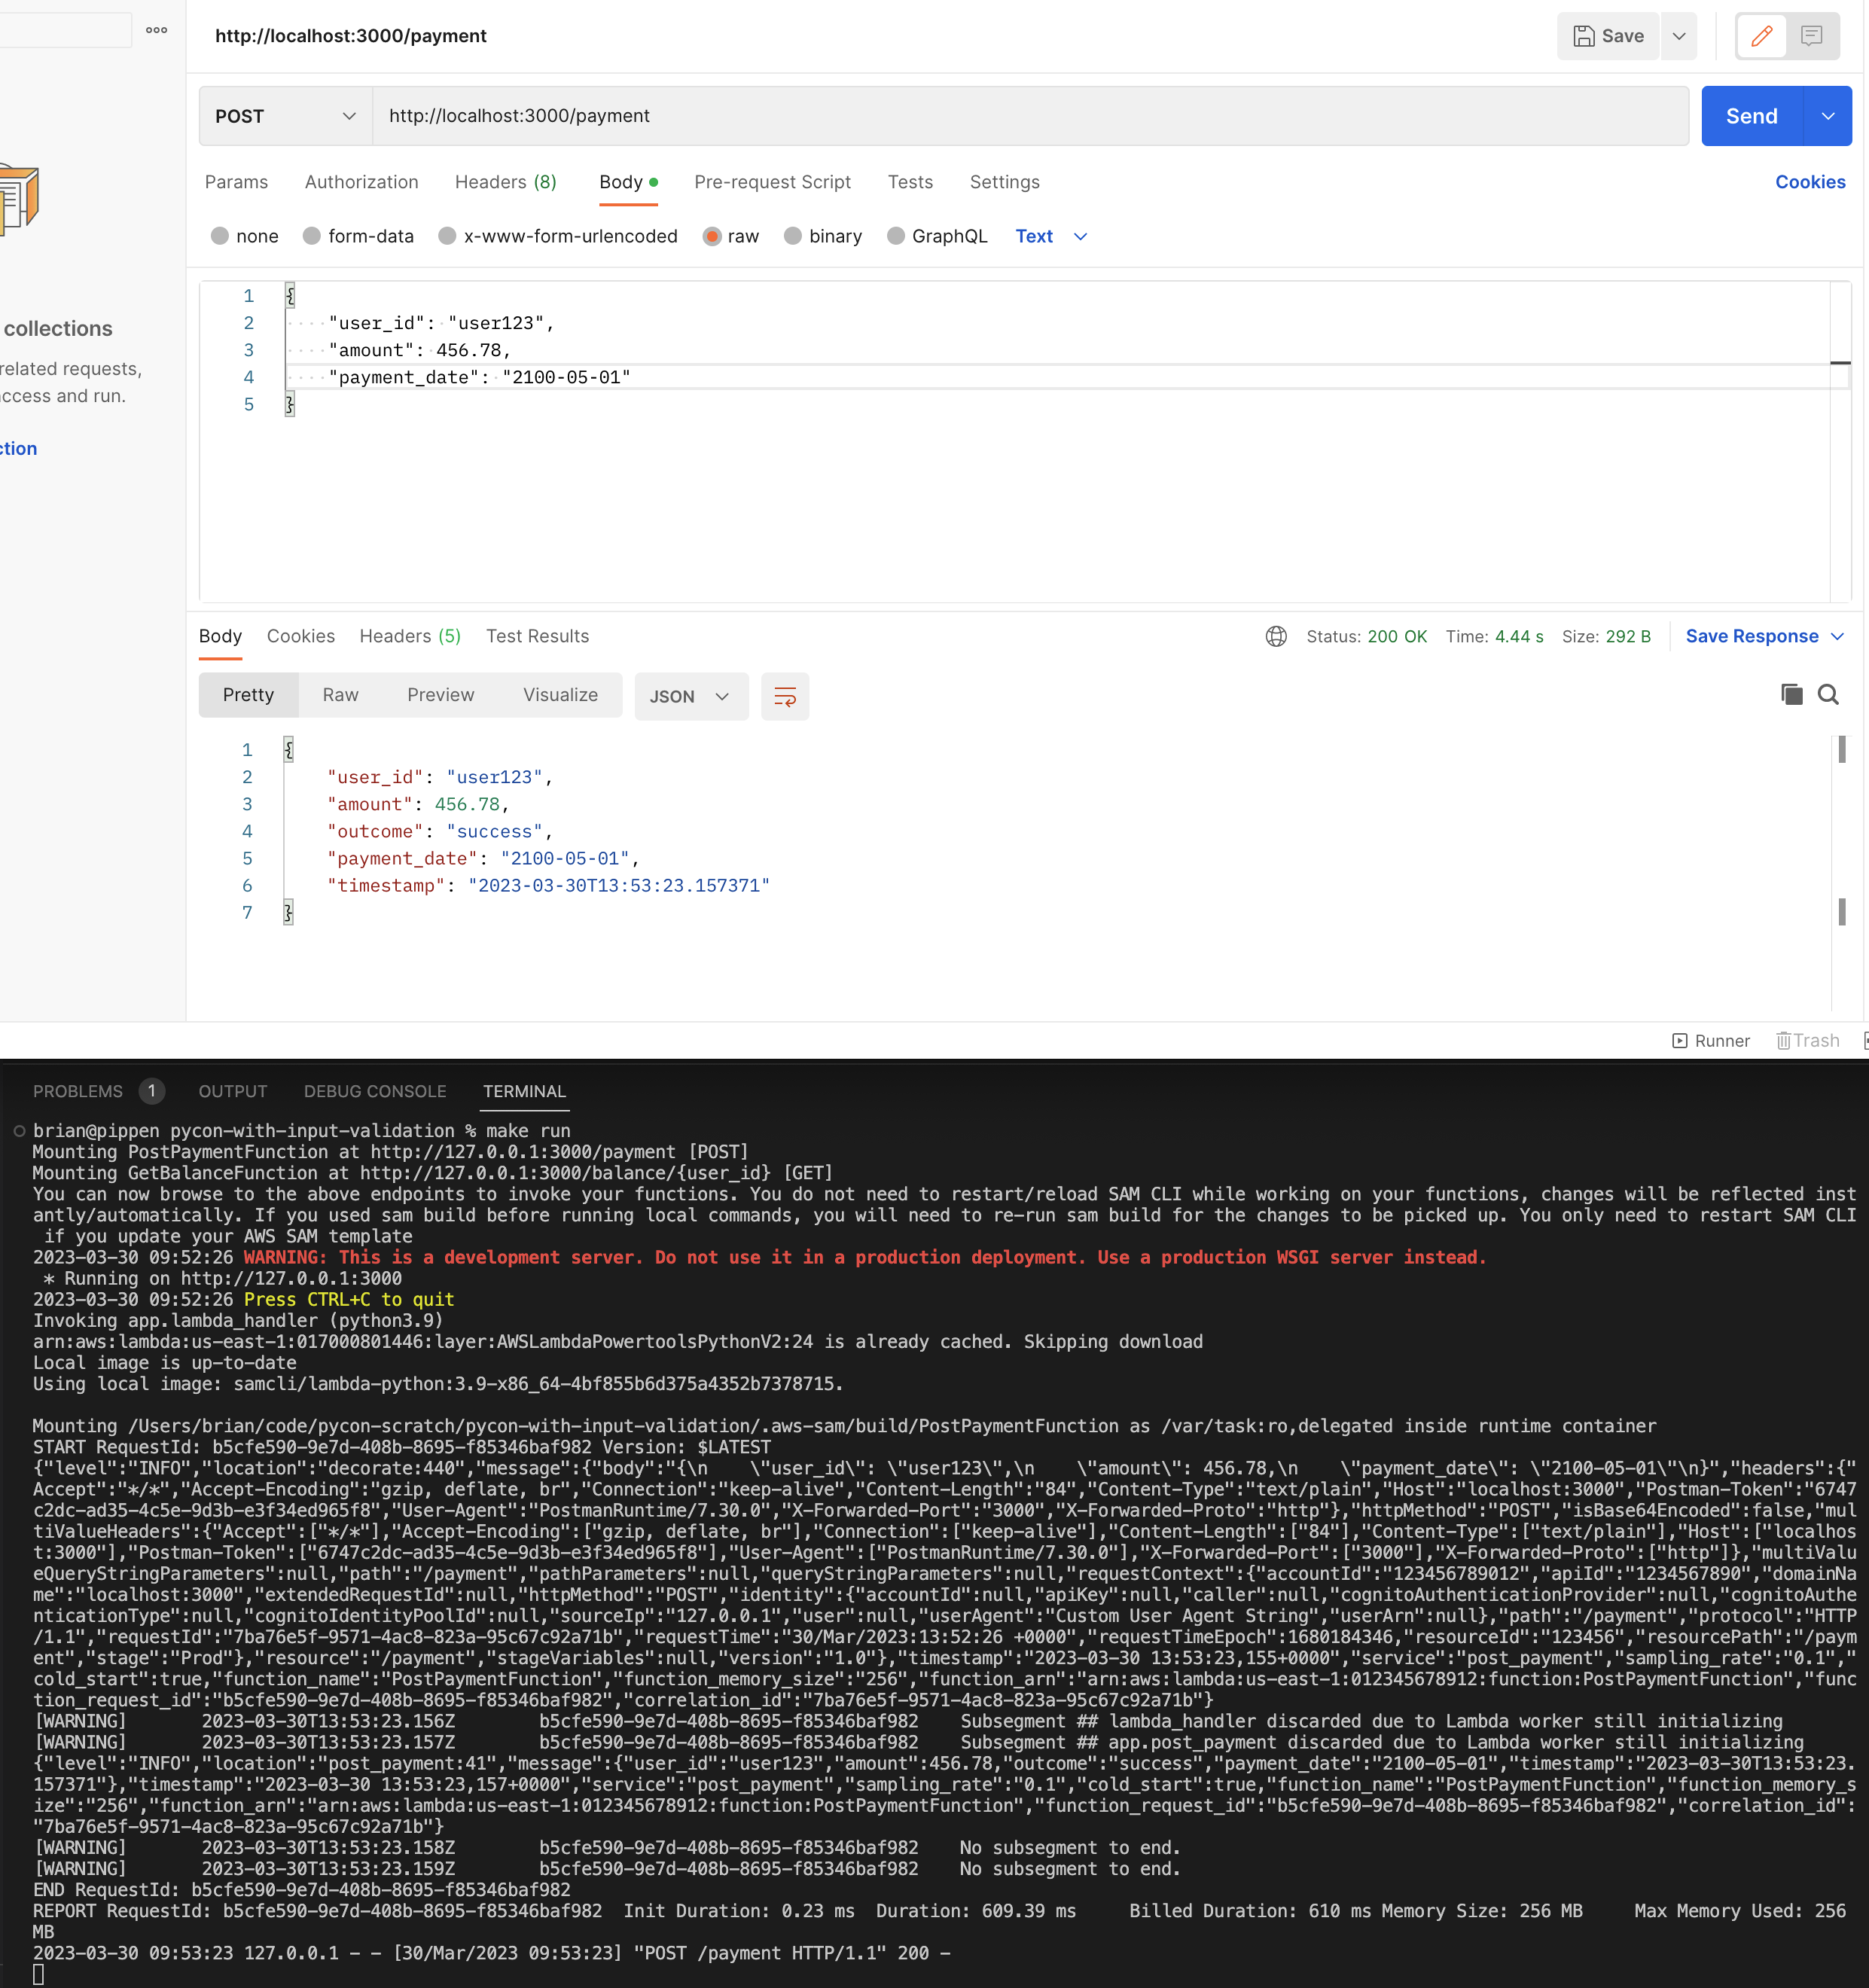 http://localhost:3000/payment
Save
POST
http://localhost:3000/payment
Send
Params Authorization Headers (8) Body Pre-request Script Tests Settings Cookies
none form-data x-www-form-urlencoded raw binary GraphQL Text
1 {
2 "user_id": "user123",
3 "amount": 456.78,
4 "payment_date": "2100-05-01"
5 }
collections
related requests,
ccess and run.
ction
Body Cookies Headers (5) Test Results Status: 200 OK Time: 4.44 s Size: 292 B Save Response
Pretty Raw Preview Visualize JSON
1 {
2 "user_id": "user123",
3 "amount": 456.78,
4 "outcome": "success",
5 "payment_date": "2100-05-01",
6 "timestamp": "2023-03-30T13:53:23.157371"
7 }
Runner Trash
PROBLEMS 1 OUTPUT DEBUG CONSOLE TERMINAL
brian@pippen pycon-with-input-validation % make run
Mounting PostPaymentFunction at http://127.0.0.1:3000/payment [POST]
Mounting GetBalanceFunction at http://127.0.0.1:3000/balance/{user_id} [GET]
You can now browse to the above endpoints to invoke your functions. You do not need to restart/reload SAM CLI while working on your functions, changes will be reflected inst
antly/automatically. If you used sam build before running local commands, you will need to re-run sam build for the changes to be picked up. You only need to restart SAM CLI
if you update your AWS SAM template
2023-03-30 09:52:26 WARNING: This is a development server. Do not use it in a production deployment. Use a production WSGI server instead.
* Running on http://127.0.0.1:3000
2023-03-30 09:52:26 Press CTRL+C to quit
Invoking app.lambda_handler (python3.9)
arn:aws:lambda:us-east-1:017000801446:layer:AWSLambdaPowertoolsPythonV2:24 is already cached. Skipping download
Local image is up-to-date
Using local image: samcli/lambda-python:3.9-x86_64-4bf855b6d375a4352b7378715.
Mounting /Users/brian/code/pycon-scratch/pycon-with-input-validation/.aws-sam/build/PostPaymentFunction as /var/task:ro,delegated inside runtime container
START RequestId: b5cfe590-9e7d-408b-8695-f85346baf982 Version: $LATEST
{"level":"INFO","location":"decorate:440","message":{"body":"{\n    \"user_id\": \"user123\",\n    \"amount\": 456.78,\n    \"payment_date\": \"2100-05-01\"\n}","headers":{"
Accept":"*/*","Accept-Encoding":"gzip, deflate, br","Connection":"keep-alive","Content-Length":"84","Content-Type":"text/plain","Host":"localhost:3000","Postman-Token":"6747
c2dc-ad35-4c5e-9d3b-e3f34ed965f8","User-Agent":"PostmanRuntime/7.30.0","X-Forwarded-Port":"3000","X-Forwarded-Proto":"http"},"httpMethod":"POST","isBase64Encoded":false,"mul
tiValueHeaders":{"Accept":["*/*"],"Accept-Encoding":["gzip, deflate, br"],"Connection":["keep-alive"],"Content-Length":["84"],"Content-Type":["text/plain"],"Host":["localhos
t:3000"],"Postman-Token":["6747c2dc-ad35-4c5e-9d3b-e3f34ed965f8"],"User-Agent":["PostmanRuntime/7.30.0"],"X-Forwarded-Port":["3000"],"X-Forwarded-Proto":["http"]},"multiValu
eQueryStringParameters":null,"path":"/payment","pathParameters":null,"queryStringParameters":null,"requestContext":{"accountId":"123456789012","apiId":"1234567890","domainNa
me":"localhost:3000","extendedRequestId":null,"httpMethod":"POST","identity":{"accountId":null,"apiKey":null,"caller":null,"cognitoAuthenticationProvider":null,"cognitoAuthe
nticationType":null,"cognitoIdentityPoolId":null,"sourceIp":"127.0.0.1","user":null,"userAgent":"Custom User Agent String","userArn":null},"path":"/payment","protocol":"HTTP
/1.1","requestId":"7ba76e5f-9571-4ac8-823a-95c67c92a71b","requestTime":"30/Mar/2023:13:52:26 +0000","requestTimeEpoch":1680184346,"resourceId":"123456","resourcePath":"/paym
ent","stage":"Prod"},"resource":"/payment","stageVariables":null,"version":"1.0"},"timestamp":"2023-03-30 13:53:23,155+0000","service":"post_payment","sampling_rate":"0.1","
cold_start":true,"function_name":"PostPaymentFunction","function_memory_size":"256","function_arn":"arn:aws:lambda:us-east-1:012345678912:function:PostPaymentFunction","func
tion_request_id":"b5cfe590-9e7d-408b-8695-f85346baf982","correlation_id":"7ba76e5f-9571-4ac8-823a-95c67c92a71b"}
[WARNING] 2023-03-30T13:53:23.156Z b5cfe590-9e7d-408b-8695-f85346baf982 Subsegment ## lambda_handler discarded due to Lambda worker still initializing
[WARNING] 2023-03-30T13:53:23.157Z b5cfe590-9e7d-408b-8695-f85346baf982 Subsegment ## app.post_payment discarded due to Lambda worker still initializing
{"level":"INFO","location":"post_payment:41","message":{"user_id":"user123","amount":456.78,"outcome":"success","payment_date":"2100-05-01","timestamp":"2023-03-30T13:53:23.
157371"},"timestamp":"2023-03-30 13:53:23,157+0000","service":"post_payment","sampling_rate":"0.1","cold_start":true,"function_name":"PostPaymentFunction","function_memory_s
ize":"256","function_arn":"arn:aws:lambda:us-east-1:012345678912:function:PostPaymentFunction","function_request_id":"b5cfe590-9e7d-408b-8695-f85346baf982","correlation_id":
"7ba76e5f-9571-4ac8-823a-95c67c92a71b"}
[WARNING] 2023-03-30T13:53:23.158Z b5cfe590-9e7d-408b-8695-f85346baf982 No subsegment to end.
[WARNING] 2023-03-30T13:53:23.159Z b5cfe590-9e7d-408b-8695-f85346baf982 No subsegment to end.
END RequestId: b5cfe590-9e7d-408b-8695-f85346baf982
REPORT RequestId: b5cfe590-9e7d-408b-8695-f85346baf982 Init Duration: 0.23 ms Duration: 609.39 ms Billed Duration: 610 ms Memory Size: 256 MB Max Memory Used: 256
MB
2023-03-30 09:53:23 127.0.0.1 - - [30/Mar/2023 09:53:23] "POST /payment HTTP/1.1" 200 -